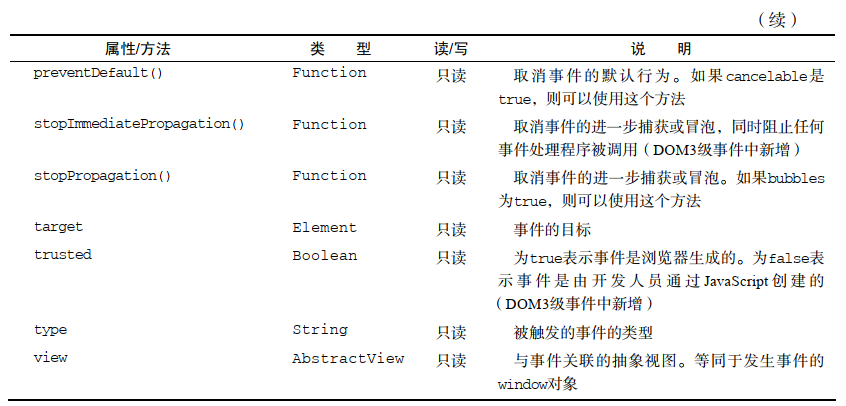 （续）
属性/方法 类 型 读/写 说 明
preventDefault() Function 只读 取消事件的默认行为。如果cancelable是
true，则可以使用这个方法
stopImmediatePropagation() Function 只读 取消事件的进一步捕获或冒泡，同时阻止任何
事件处理程序被调用（DOM3级事件中新增）
stopPropagation() Function 只读 取消事件的进一步捕获或冒泡。如果bubbles
为true，则可以使用这个方法
target Element 只读 事件的目标
trusted Boolean 只读 为true表示事件是浏览器生成的。为false表
示事件是由开发人员通过JavaScript创建的
（DOM3级事件中新增）
type String 只读 被触发的事件的类型
view AbstractView 只读 与事件关联的抽象视图。等同于发生事件的
window对象